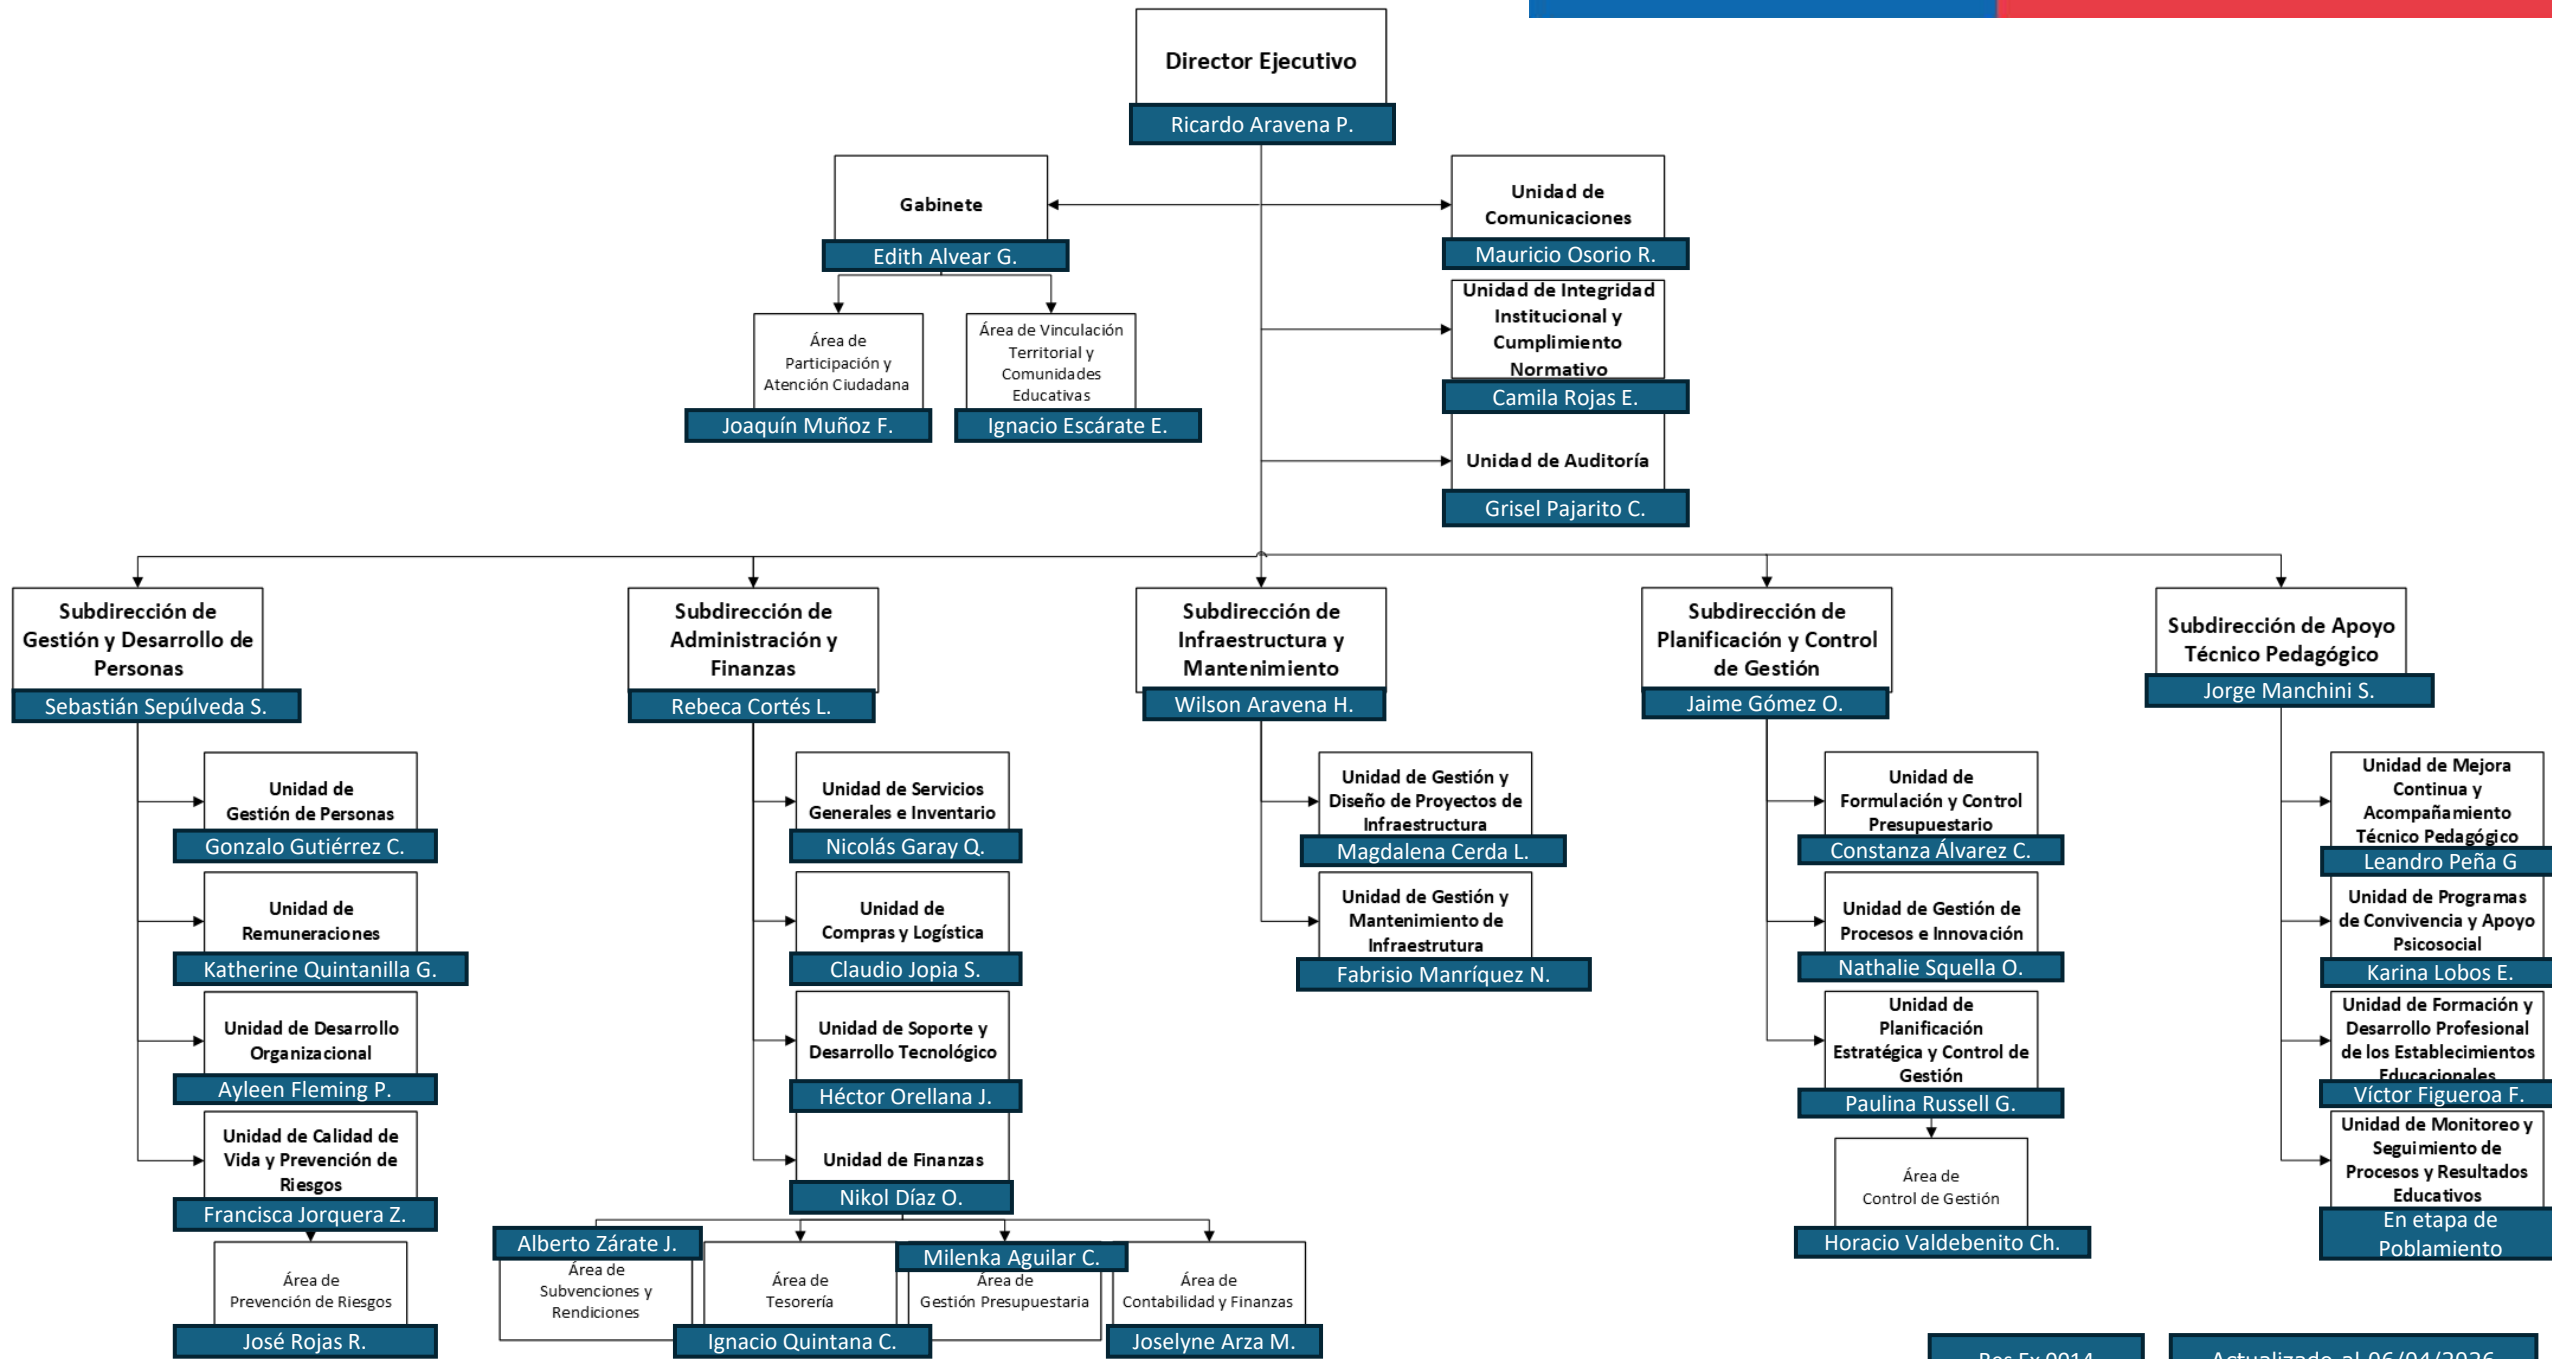 Director Ejecutivo
Ricardo Aravena P.
Gabinete
Edith Alvear G.
Unidad de
Comunicaciones
Mauricio Osorio R.
Área de
Participación y
Atención Ciudadana
Joaquín Muñoz F.
Área de Vinculación
Territorial y
Comunidades
Educativas
Ignacio Escárate E.
Unidad de Integridad
Institucional y
Cumplimiento
Normativo
Camila Rojas E.
Unidad de Auditoría
Grisel Pajarito C.
Subdirección de
Gestión y Desarrollo de
Personas
Sebastián Sepúlveda S.
Unidad de
Gestión de Personas
Gonzalo Gutiérrez C.
Unidad de
Remuneraciones
Katherine Quintanilla G.
Unidad de Desarrollo
Organizacional
Ayleen Fleming P.
Unidad de Calidad de
Vida y Prevención de
Riesgos
Francisca Jorquera Z.
Área de
Prevención de Riesgos
José Rojas R.
Subdirección de
Administración y
Finanzas
Rebeca Cortés L.
Unidad de Servicios
Generales e Inventario
Nicolás Garay Q.
Unidad de
Compras y Logística
Claudio Jopia S.
Unidad de Soporte y
Desarrollo Tecnológico
Héctor Orellana J.
Unidad de Finanzas
Nikol Díaz O.
Alberto Zárate J.
Área de
Subvenciones y
Rendiciones
Área de
Tesorería
Ignacio Quintana C.
Milenka Aguilar C.
Área de
Gestión Presupuestaria
Área de
Contabilidad y Finanzas
Joselyne Arza M.
Subdirección de
Infraestructura y
Mantenimiento
Wilson Aravena H.
Unidad de Gestión y
Diseño de Proyectos de
Infraestructura
Magdalena Cerda L.
Unidad de Gestión y
Mantenimiento de
Infraestrutura
Fabrisio Manríquez N.
Subdirección de
Planificación y Control
de Gestión
Jaime Gómez O.
Unidad de
Formulación y Control
Presupuestario
Constanza Álvarez C.
Unidad de Gestión de
Procesos e Innovación
Nathalie Squella O.
Unidad de
Planificación
Estratégica y Control de
Gestión
Paulina Russell G.
Área de
Control de Gestión
Horacio Valdebenito Ch.
Subdirección de Apoyo
Técnico Pedagógico
Jorge Manchini S.
Unidad de Mejora
Continua y
Acompañamiento
Técnico Pedagógico
Leandro Peña G
Unidad de Programas
de Convivencia y Apoyo
Psicosocial
Karina Lobos E.
Unidad de Formación y
Desarrollo Profesional
de los Establecimientos
Educacionales
Víctor Figueroa F.
Unidad de Monitoreo y
Seguimiento de
Procesos y Resultados
Educativos
En etapa de
Poblamiento
Res Ex 0014
Actualizado al 06/04/2026